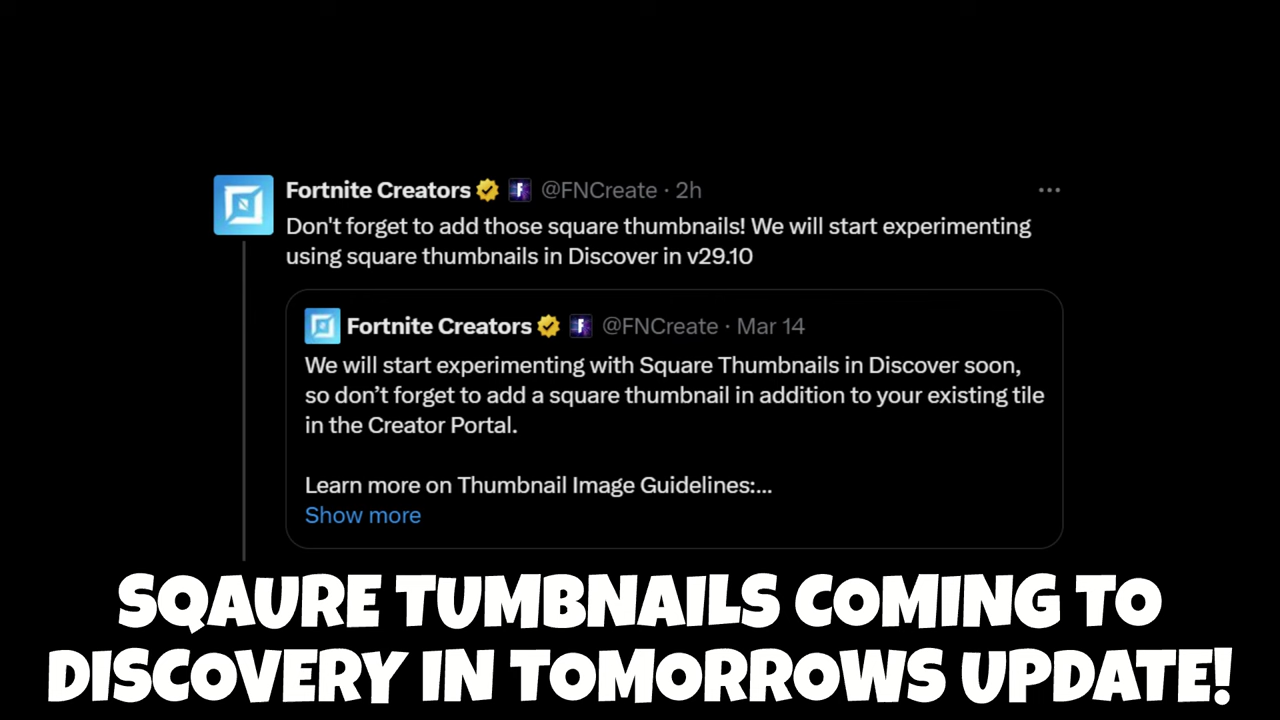 Fortnite Creators @FNCreate · 2h
Don't forget to add those square thumbnails! We will start experimenting
using square thumbnails in Discover in v29.10
Fortnite Creators @FNCreate · Mar 14
We will start experimenting with Square Thumbnails in Discover soon,
so don’t forget to add a square thumbnail in addition to your existing tile
in the Creator Portal.
Learn more on Thumbnail Image Guidelines:...
Show more
SQAURE TUMBNAILS COMING TO
DISCOVERY IN TOMORROWS UPDATE!